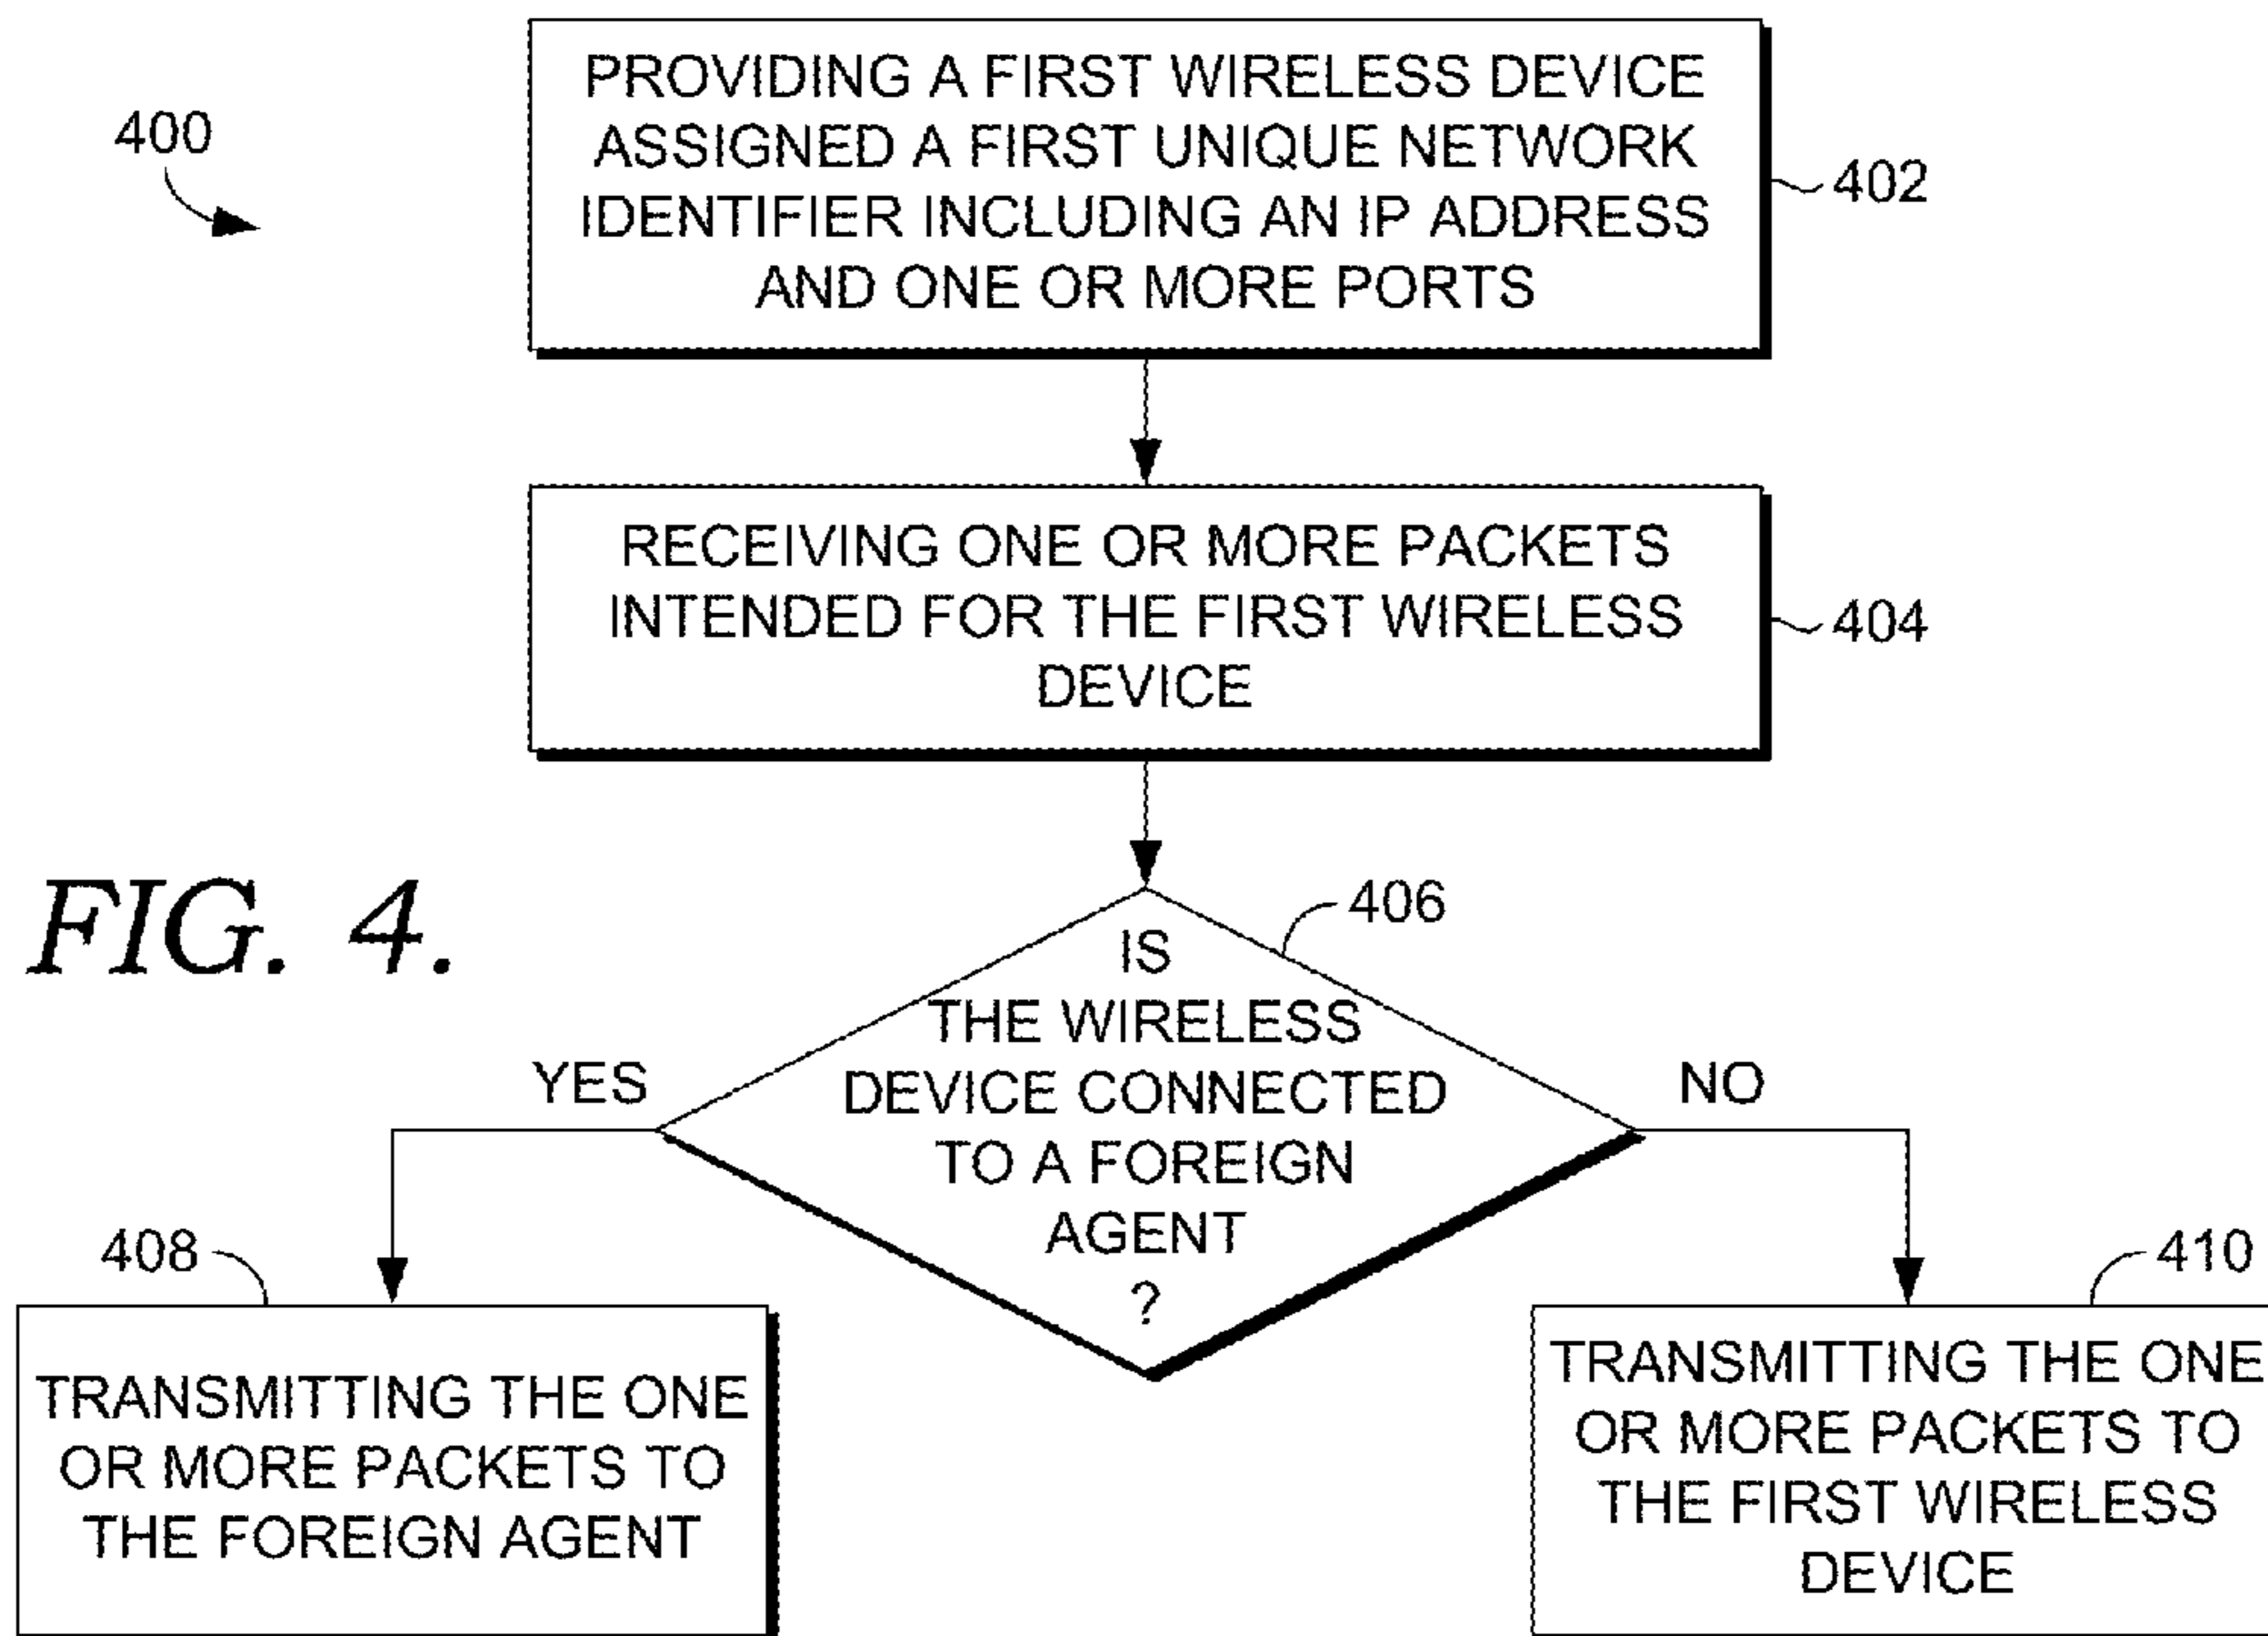 400
PROVIDING A FIRST WIRELESS DEVICE
ASSIGNED A FIRST UNIQUE NETWORK
IDENTIFIER INCLUDING AN IP ADDRESS
AND ONE OR MORE PORTS
402
RECEIVING ONE OR MORE PACKETS
INTENDED FOR THE FIRST WIRELESS
DEVICE
404
FIG. 4.
406
IS
THE WIRELESS
DEVICE CONNECTED
TO A FOREIGN
AGENT
?
YES
NO
408
TRANSMITTING THE ONE
OR MORE PACKETS TO
THE FOREIGN AGENT
410
TRANSMITTING THE ONE
OR MORE PACKETS TO
THE FIRST WIRELESS
DEVICE